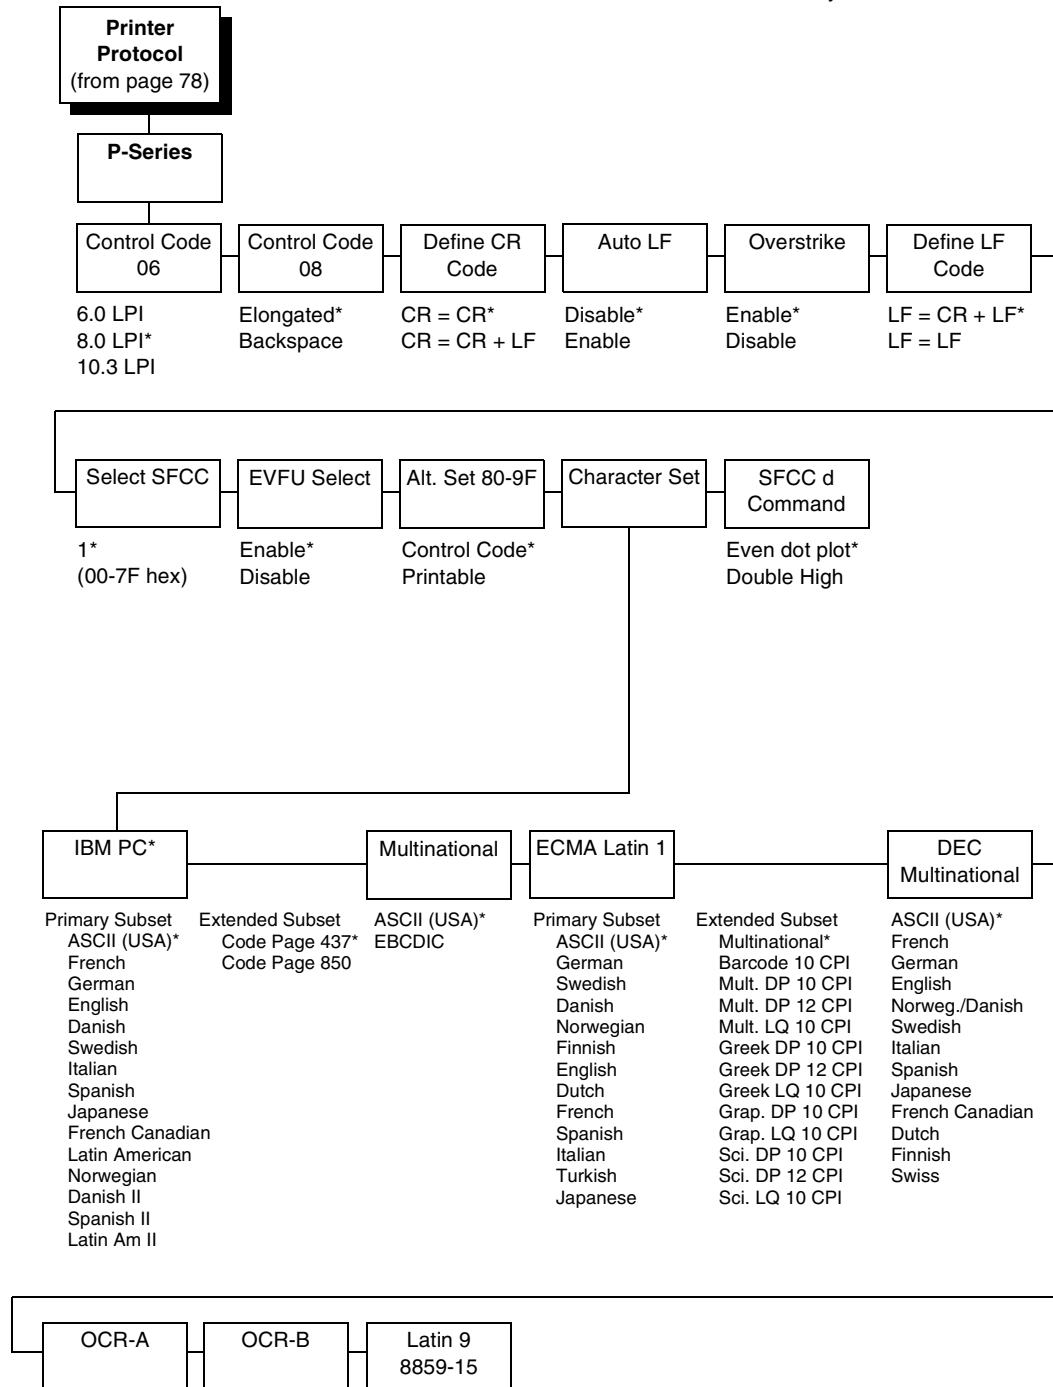 Printer
Protocol
(from page 78)
P-Series
Control Code
06
6.0 LPI
8.0 LPI*
10.3 LPI
Control Code
08
Elongated*
Backspace
Define CR
Code
CR = CR*
CR = CR + LF
Auto LF
Disable*
Enable
Overstrike
Enable*
Disable
Define LF
Code
LF = CR + LF*
LF = LF
Select SFCC
1*
(00-7F hex)
EVFU Select
Enable*
Disable
Alt. Set 80-9F
Control Code*
Printable
Character Set
SFCC d
Command
Even dot plot*
Double High
IBM PC*
Primary Subset
ASCII (USA)*
French
German
English
Danish
Swedish
Italian
Spanish
Japanese
French Canadian
Latin American
Norwegian
Danish II
Spanish II
Latin Am II
Extended Subset
Code Page 437*
Code Page 850
Multinational
ASCII (USA)*
EBCDIC
ECMA Latin 1
Primary Subset
ASCII (USA)*
German
Swedish
Danish
Norwegian
Finnish
English
Dutch
French
Spanish
Italian
Turkish
Japanese
Extended Subset
Multinational*
Barcode 10 CPI
Mult. DP 10 CPI
Mult. DP 12 CPI
Mult. LQ 10 CPI
Greek DP 10 CPI
Greek DP 12 CPI
Greek LQ 10 CPI
Grap. DP 10 CPI
Grap. LQ 10 CPI
Sci. DP 10 CPI
Sci. DP 12 CPI
Sci. LQ 10 CPI
DEC
Multinational
ASCII (USA)*
French
German
English
Norweg./Danish
Swedish
Italian
Spanish
Japanese
French Canadian
Dutch
Finnish
Swiss
OCR-A
OCR-B
Latin 9
8859-15